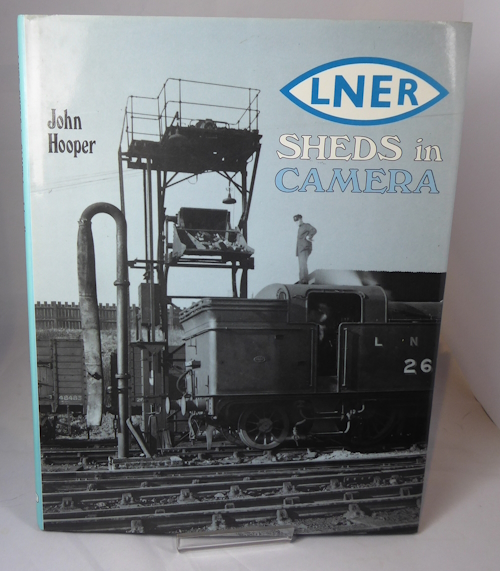 John
Hooper
LNER
SHEDS in
CAMERA
L N
26